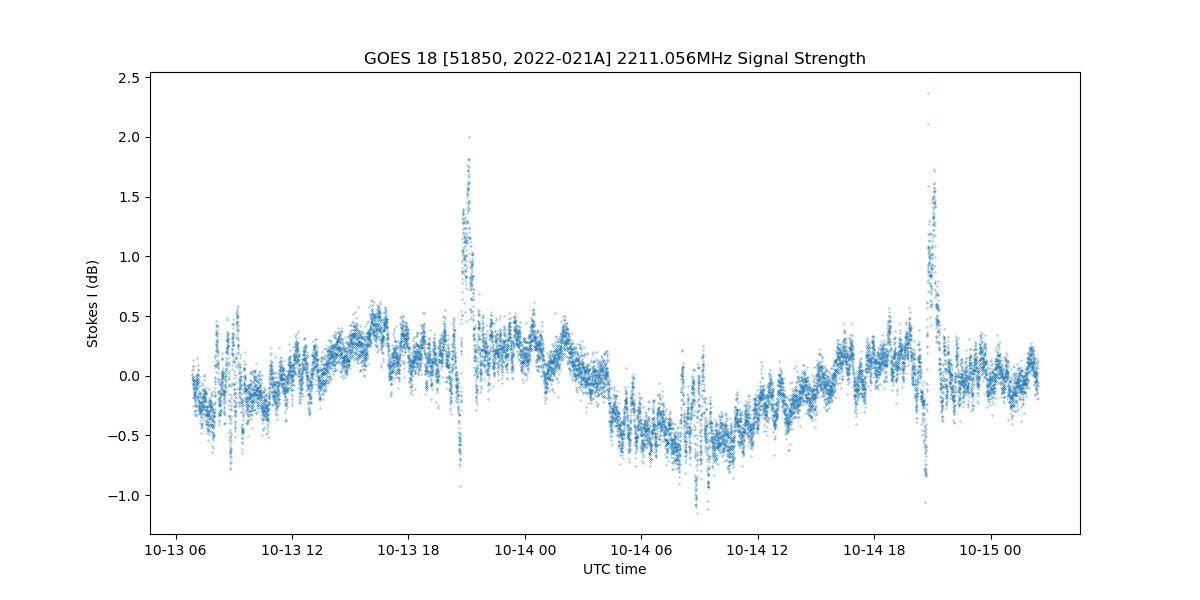 GOES 18 [51850, 2022-021A] 2211.056MHz Signal Strength
2.5
2.0
1.5
1.0
0.5
0.0
−0.5
−1.0
Stokes I (dB)
10-13 06 10-13 12 10-13 18 10-14 00 10-14 06 10-14 12 10-14 18 10-15 00
UTC time